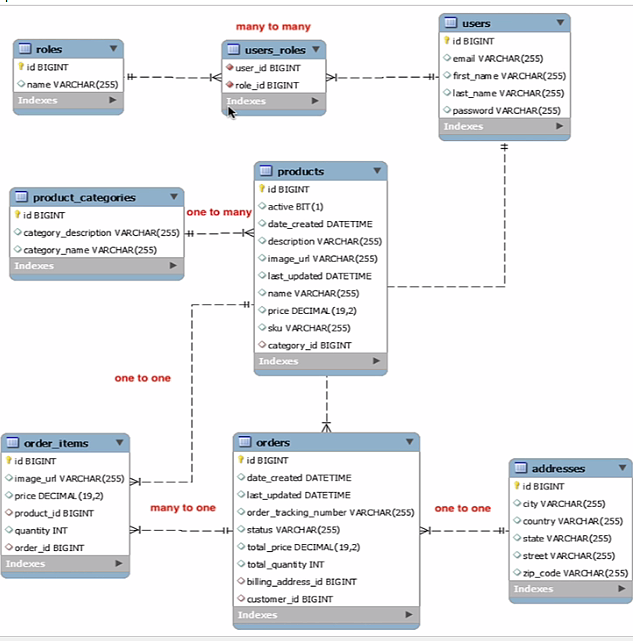 many to many
roles
id BIGINT
name VARCHAR(255)
Indexes
users_roles
user_id BIGINT
role_id BIGINT
Indexes
users
id BIGINT
email VARCHAR(255)
first_name VARCHAR(255)
last_name VARCHAR(255)
password VARCHAR(255)
Indexes
product_categories
id BIGINT
category_description VARCHAR(255)
category_name VARCHAR(255)
Indexes
one to many
products
id BIGINT
active BIT(1)
date_created DATETIME
description VARCHAR(255)
image_url VARCHAR(255)
last_updated DATETIME
name VARCHAR(255)
price DECIMAL(19,2)
sku VARCHAR(255)
category_id BIGINT
Indexes
one to one
order_items
id BIGINT
image_url VARCHAR(255)
price DECIMAL(19,2)
product_id BIGINT
quantity INT
order_id BIGINT
Indexes
many to one
orders
id BIGINT
date_created DATETIME
last_updated DATETIME
order_tracking_number VARCHAR(255)
status VARCHAR(255)
total_price DECIMAL(19,2)
total_quantity INT
billing_address_id BIGINT
customer_id BIGINT
Indexes
one to one
addresses
id BIGINT
city VARCHAR(255)
country VARCHAR(255)
state VARCHAR(255)
street VARCHAR(255)
zip_code VARCHAR(255)
Indexes